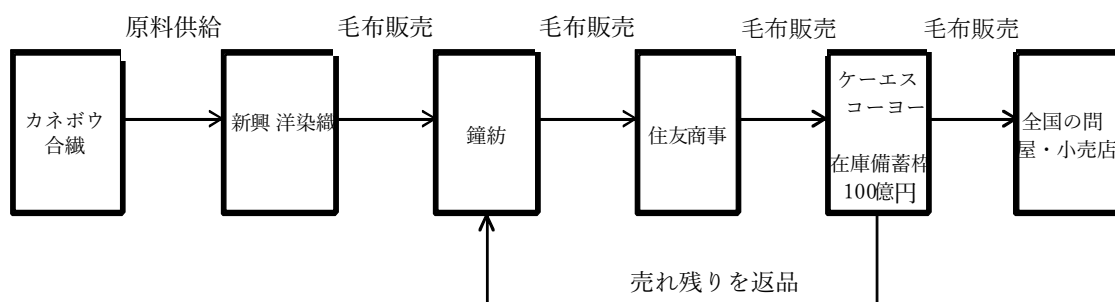 原料供給
毛布販売
毛布販売
毛布販売
毛布販売
カネボウ
合繊
新興 洋染織
鐘紡
住友商事
ケーエス
コーヨー
在庫備蓄枠
100億円
全国の問
屋・小売店
売れ残りを返品